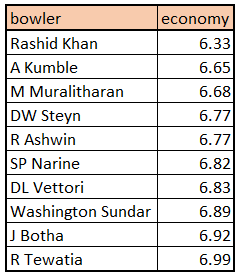 bowler economy
Rashid Khan 6.33
A Kumble 6.65
M Muralitharan 6.68
DW Steyn 6.77
R Ashwin 6.77
SP Narine 6.82
DL Vettori 6.83
Washington Sundar 6.89
J Botha 6.92
R Tewatia 6.99